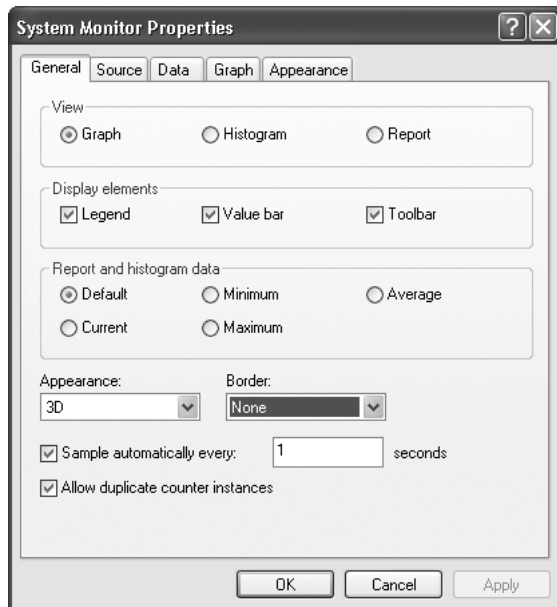 System Monitor Properties
General Source Data Graph Appearance
View
Graph Histogram Report
Display elements
Legend Value bar Toolbar
Report and histogram data
Default Minimum Average
Current Maximum
Appearance: Border:
3D None
Sample automatically every: 1 seconds
Allow duplicate counter instances
OK Cancel Apply